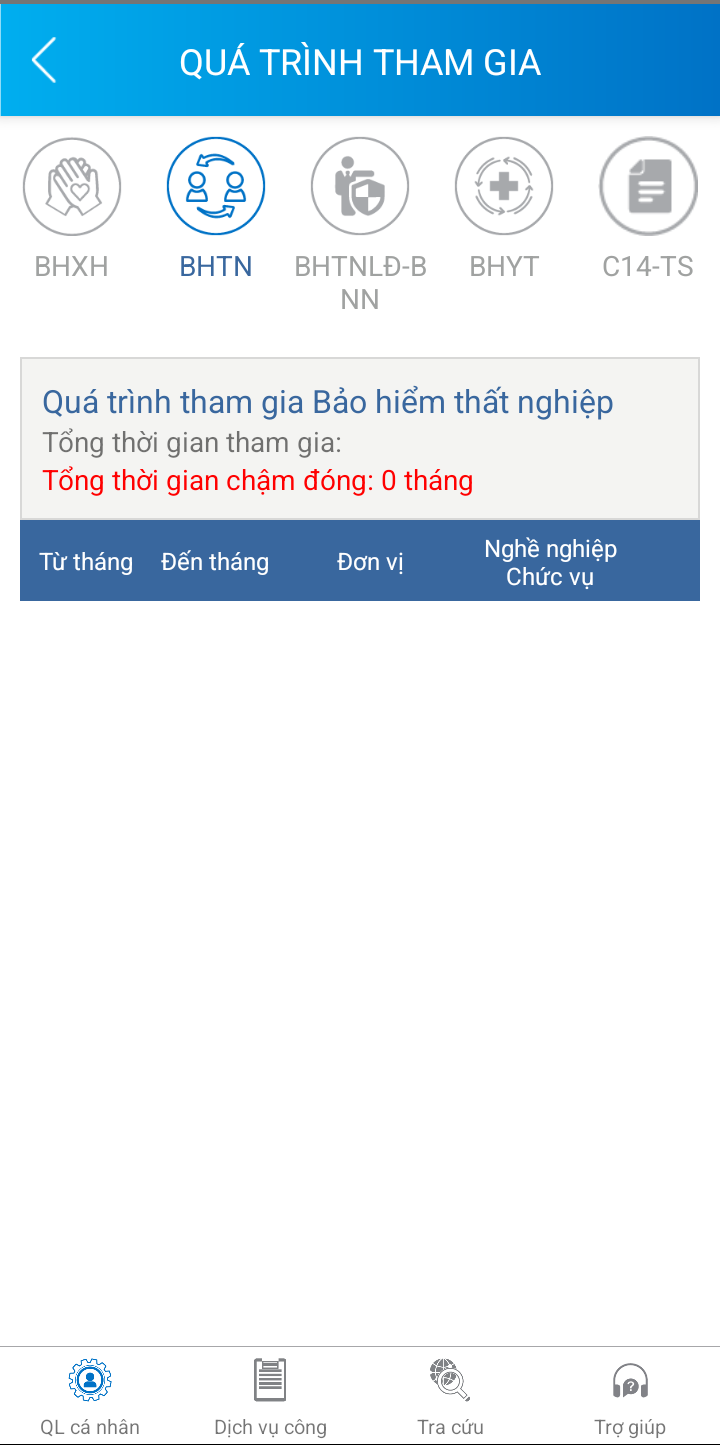 QUÁ TRÌNH THAM GIA
BHXH
BHTN
BHTNLĐ-B
NN
BHYT
C14-TS
Quá trình tham gia Bảo hiểm thất nghiệp
Tổng thời gian tham gia:
Tổng thời gian chậm đóng: 0 tháng
Từ tháng
Đến tháng
Đơn vị
Nghề nghiệp
Chức vụ
QL cá nhân
Dịch vụ công
Tra cứu
Trợ giúp